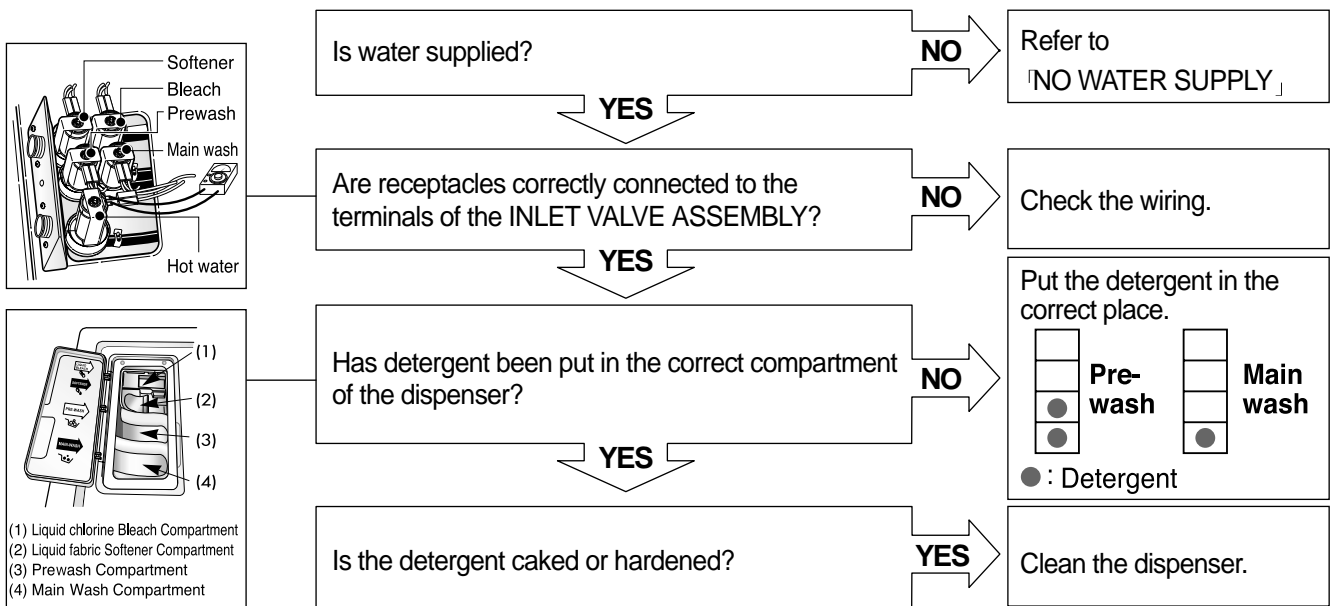 Softener
Bleach
Prewash
Main wash
Hot water
Is water supplied?
NO
Refer to
「NO WATER SUPPLY」
YES
Are receptacles correctly connected to the
terminals of the INLET VALVE ASSEMBLY?
NO
Check the wiring.
YES
(1)
(2)
(3)
(4)
PRE-WASH
(1) Liquid chlorine Bleach Compartment
(2) Liquid fabric Softener Compartment
(3) Prewash Compartment
(4) Main Wash Compartment
Has detergent been put in the correct compartment
of the dispenser?
NO
Put the detergent in the
correct place.
Pre-
wash
Main
wash
: Detergent
YES
Is the detergent caked or hardened?
YES
Clean the dispenser.